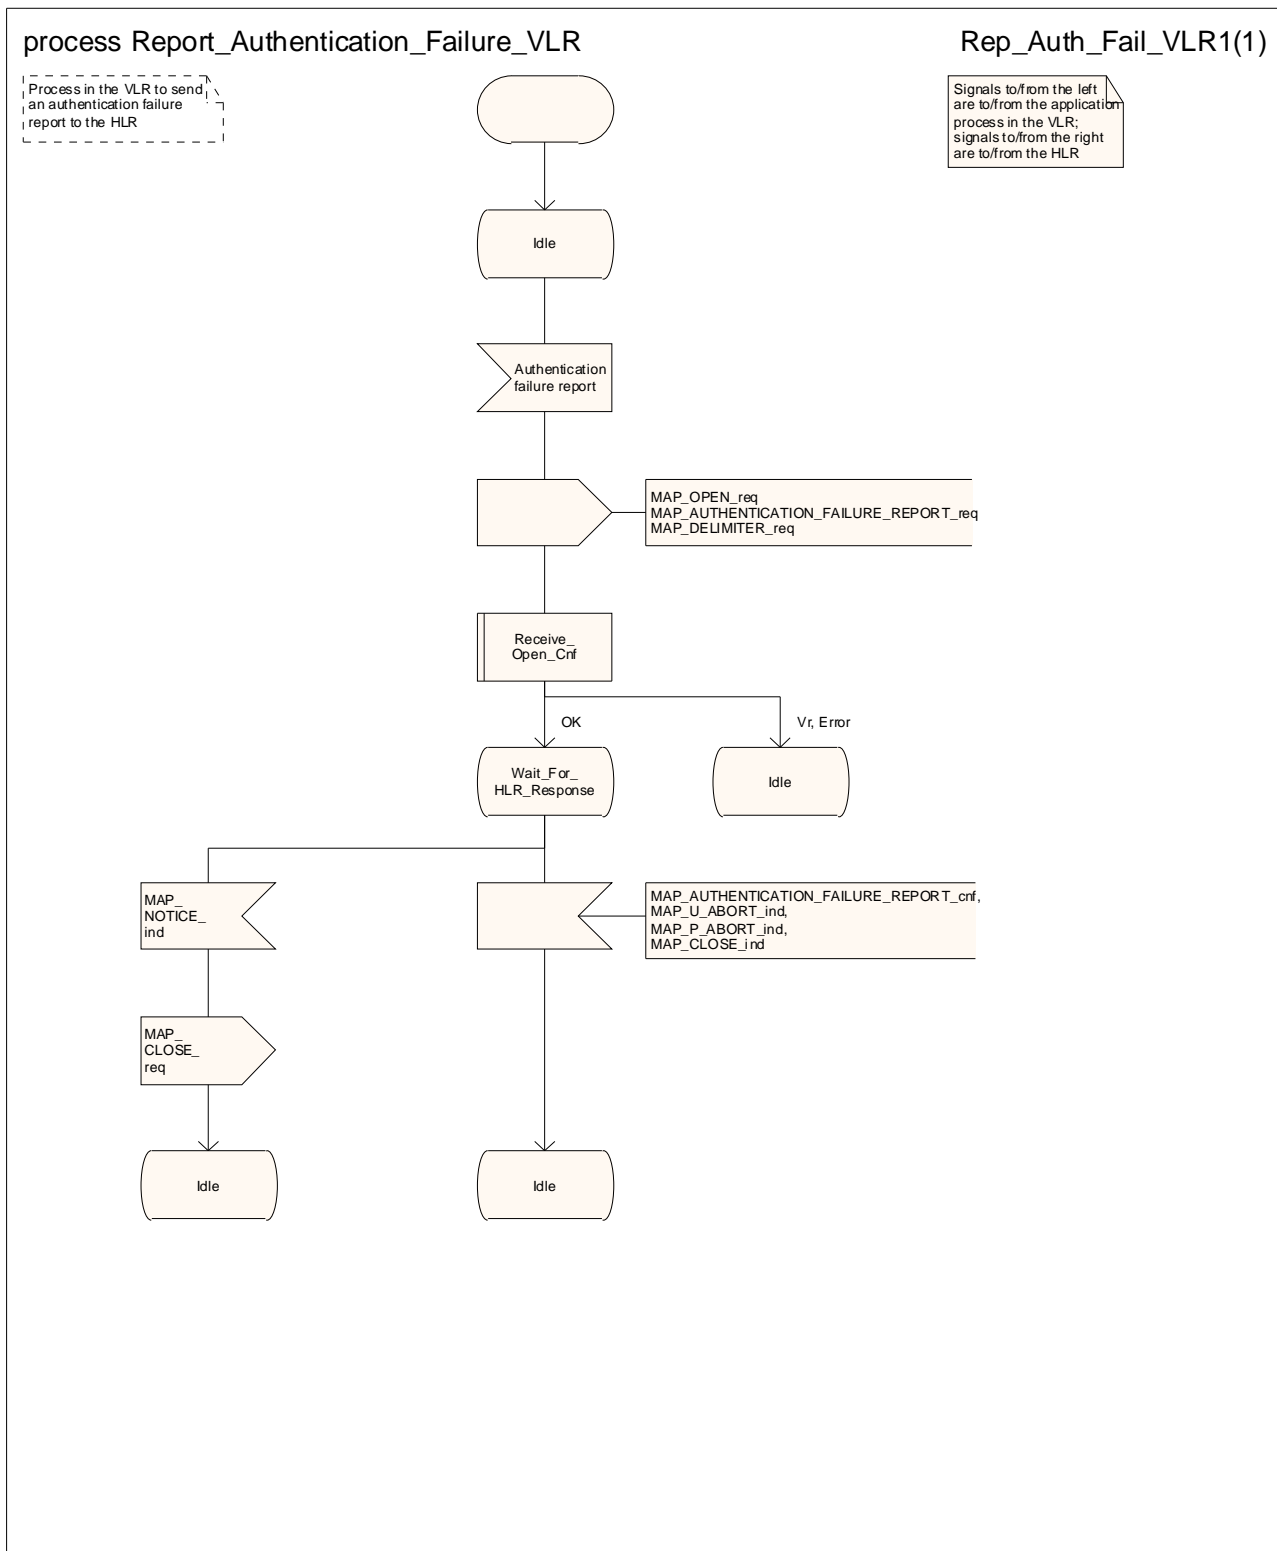 process Report_Authentication_Failure_VLR
Rep_Auth_Fail_VLR1(1)
Process in the VLR to send
an authentication failure
report to the HLR
Signals to/from the left
are to/from the application
process in the VLR;
signals to/from the right
are to/from the HLR
Idle
Authentication
failure report
MAP_OPEN_req
MAP_AUTHENTICATION_FAILURE_REPORT_req
MAP_DELIMITER_req
Receive_
Open_Cnf
OK
Vr, Error
Wait_For_
HLR_Response
Idle
MAP_
NOTICE_
ind
MAP_AUTHENTICATION_FAILURE_REPORT_cnf,
MAP_U_ABORT_ind,
MAP_P_ABORT_ind,
MAP_CLOSE_ind
MAP_
CLOSE_
req
Idle
Idle